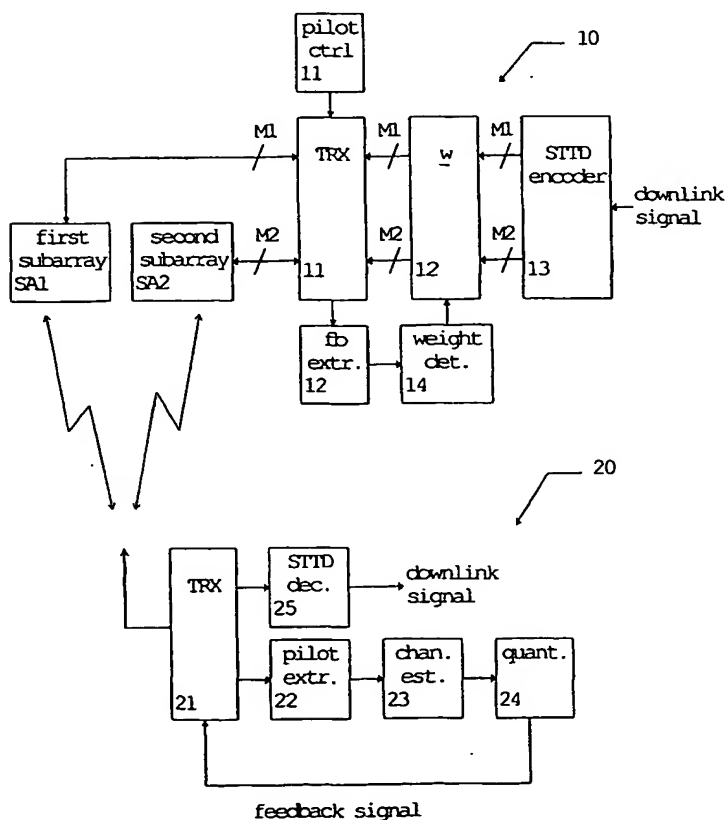 pilot
ctrl
11
10
M1
M1
M1
TRX
w
STTD
encoder
downlink
signal
first
subarray
SA1
second
subarray
SA2
M2
M2
M2
11
12
13
fb
extr.
12
weight
det.
14
20
TRX
21
STTD
dec.
25
downlink
signal
pilot
extr.
22
chan.
est.
23
quant.
24
feedback signal